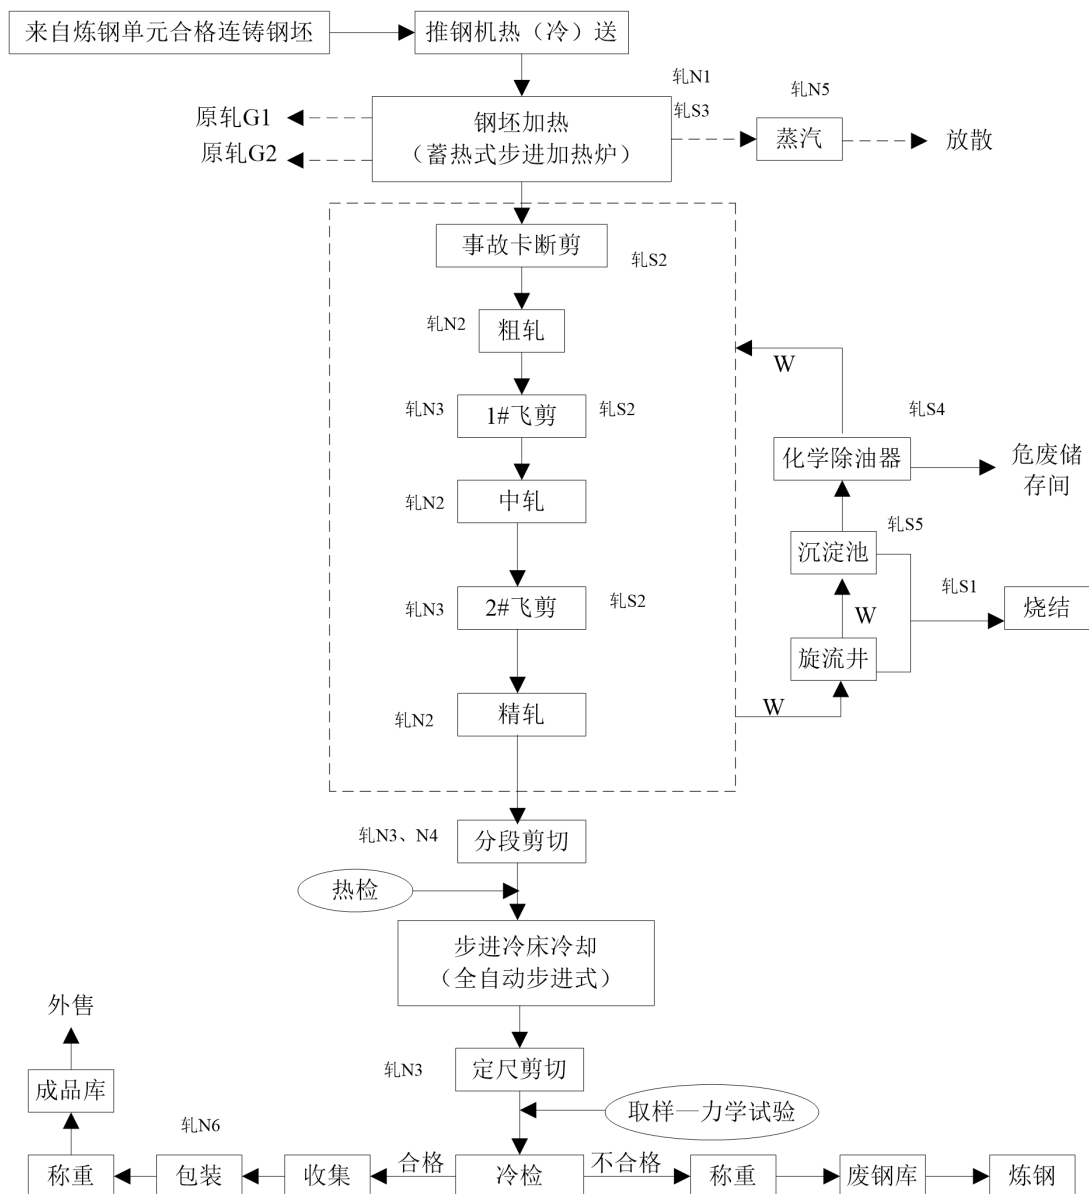 来自炼钢单元合格连铸钢坯
推钢机热（冷）送
轧N1
轧S3
轧N5
原轧G1
原轧G2
钢坯加热
（蓄热式步进加热炉）
蒸汽
放散
事故卡断剪
轧S2
轧N2
粗轧
W
轧N3
1#飞剪
轧S2
轧S4
化学除油器
危废储
存间
轧N2
中轧
轧S5
沉淀池
轧N3
2#飞剪
轧S2
轧S1
烧结
W
旋流井
轧N2
精轧
W
轧N3、N4
分段剪切
热检
步进冷床冷却
（全自动步进式）
外售
轧N3
定尺剪切
成品库
取样—力学试验
轧N6
称重
包装
收集
合格
冷检
不合格
称重
废钢库
炼钢